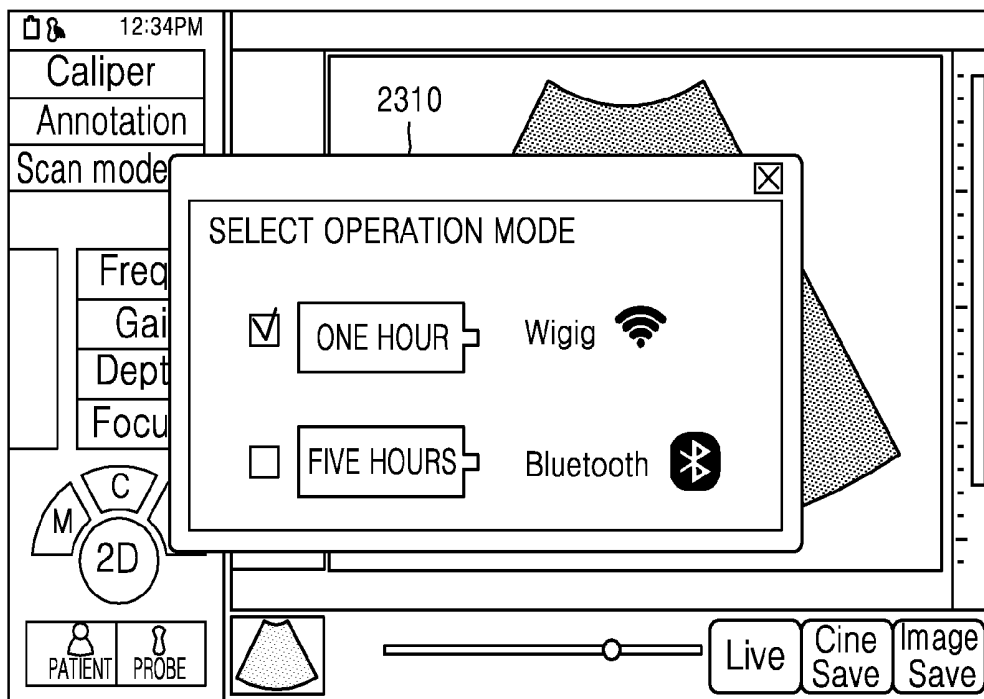 12:34PM
Caliper
Annotation
Scan mode
2310
SELECT OPERATION MODE
ONE HOUR
Wigig
FIVE HOURS
Bluetooth
Freq
Gai
Dept
Focu
C
M
2D
PATIENT
PROBE
Live
Cine
Save
Image
Save